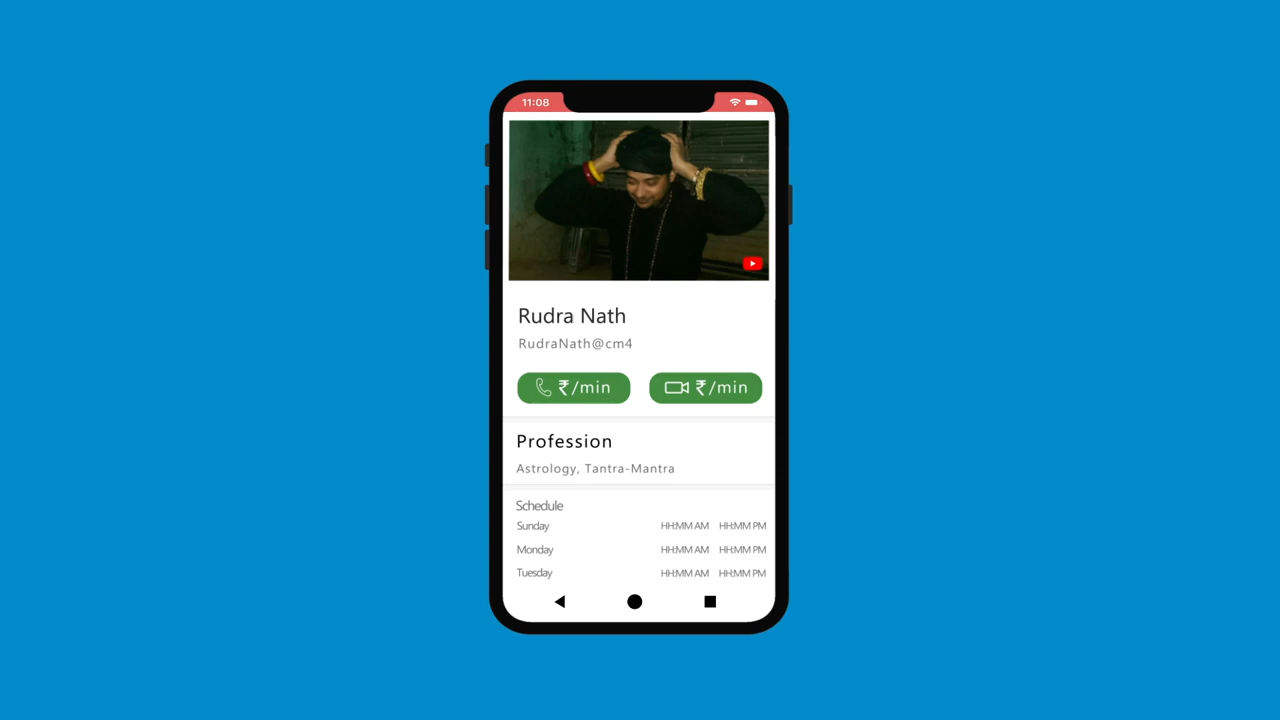 11:08
Rudra Nath
RudraNath@cm4
₹/min ₹/min
Profession
Astrology, Tantra-Mantra
Schedule
Sunday HH:MM AM HH:MM PM
Monday HH:MM AM HH:MM PM
Tuesday HH:MM AM HH:MM PM